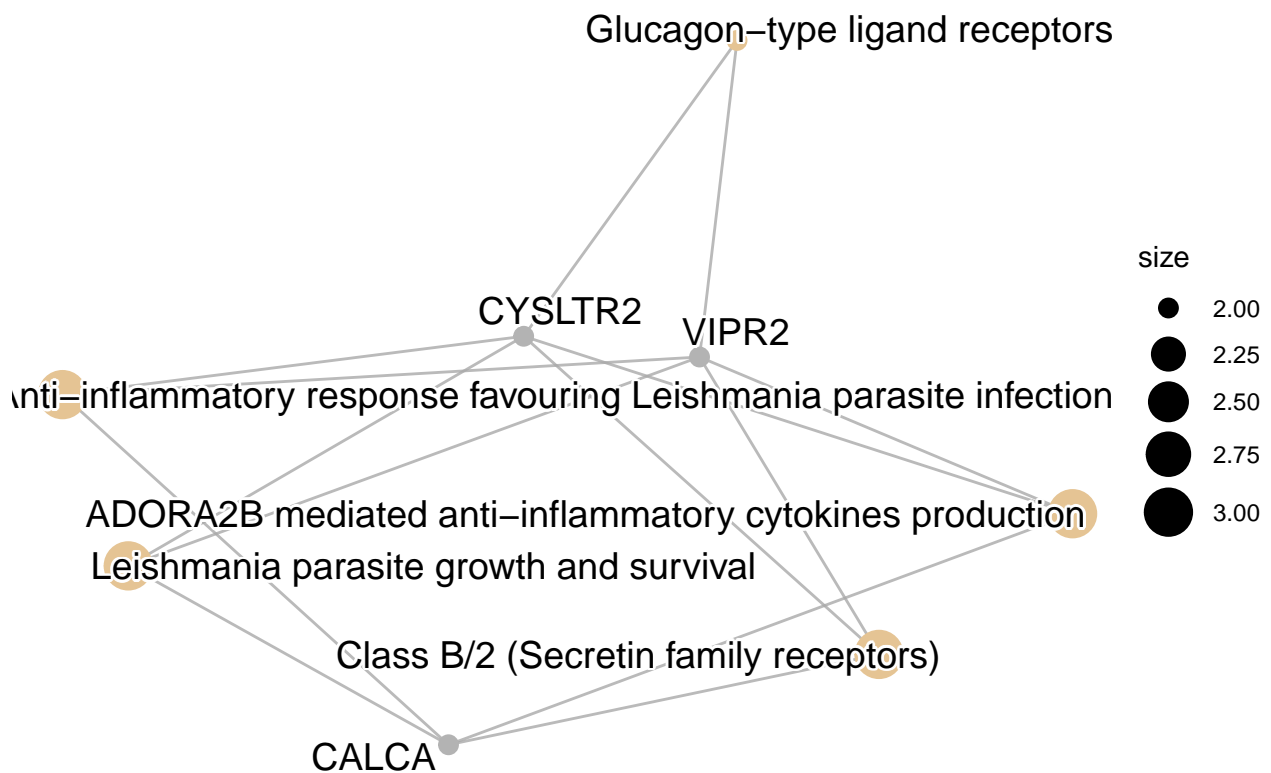 Glucagon−type ligand receptors
CYSLTR2
VIPR2
nti−inflammatory response favouring Leishmania parasite infection
ADORA2B mediated anti−inflammatory cytokines production
Leishmania parasite growth and survival
Class B/2 (Secretin family receptors)
CALCA
size
2.00
2.25
2.50
2.75
3.00